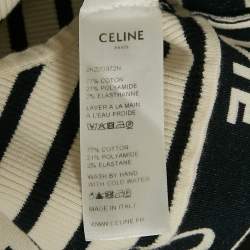 CELINE
PARIS
77% COTON
21% POLYAMIDE
2% ELASTHANNE
LAVER A LA MAIN
A L'EAU FROIDE
77% COTTON
21% POLYAMIDE
2% ELASTANE
WASH BY HAND
WITH COLD WATER
MADE IN ITALY
WWW.CELINE.FR